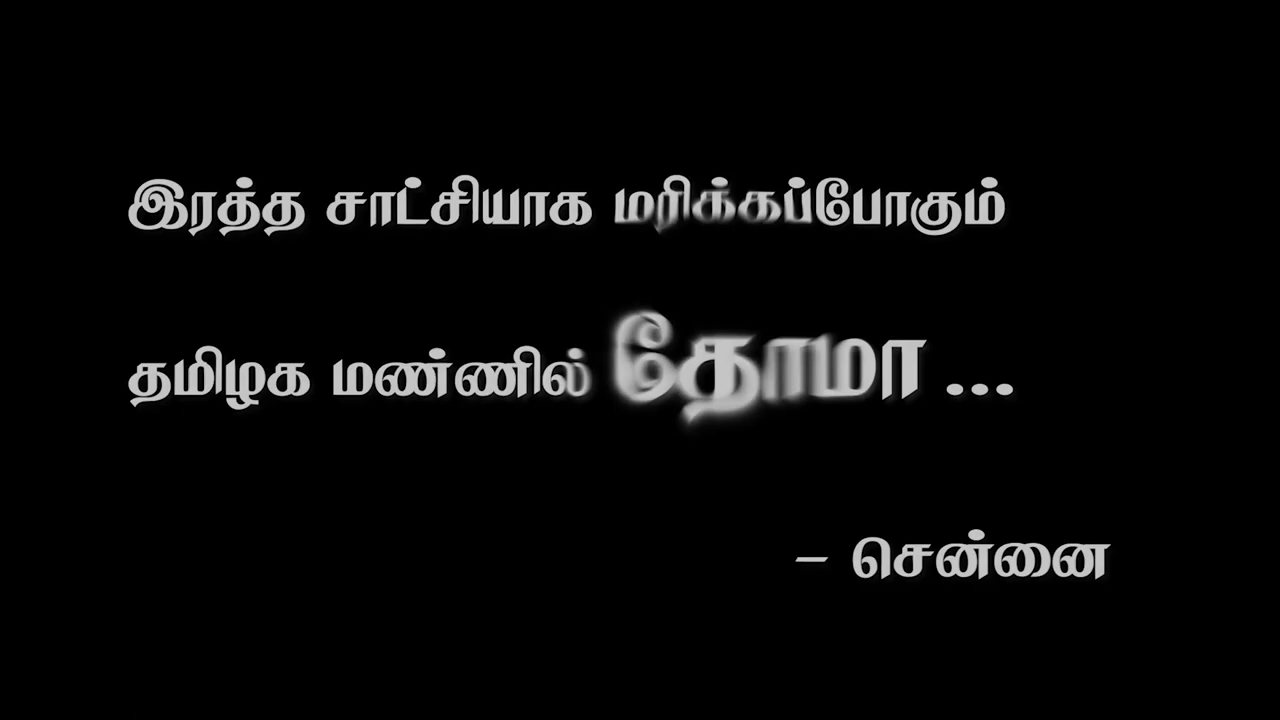 இரத்த சாட்சியாக மரிக்கப்போகும்
தமிழக மண்ணில் தோமா ...
– சென்னை